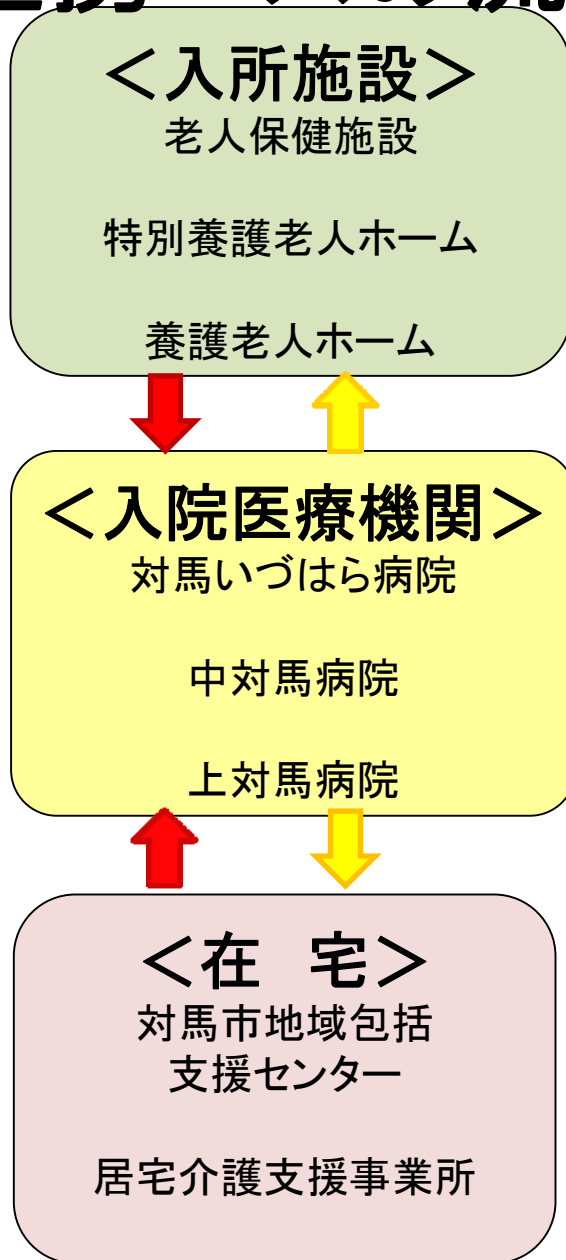 ＜入所施設＞
老人保健施設
特別養護老人ホーム
養護老人ホーム
＜入院医療機関＞
対馬いづはら病院
中対馬病院
上対馬病院
＜在　宅＞
対馬市地域包括
支援センター
居宅介護支援事業所